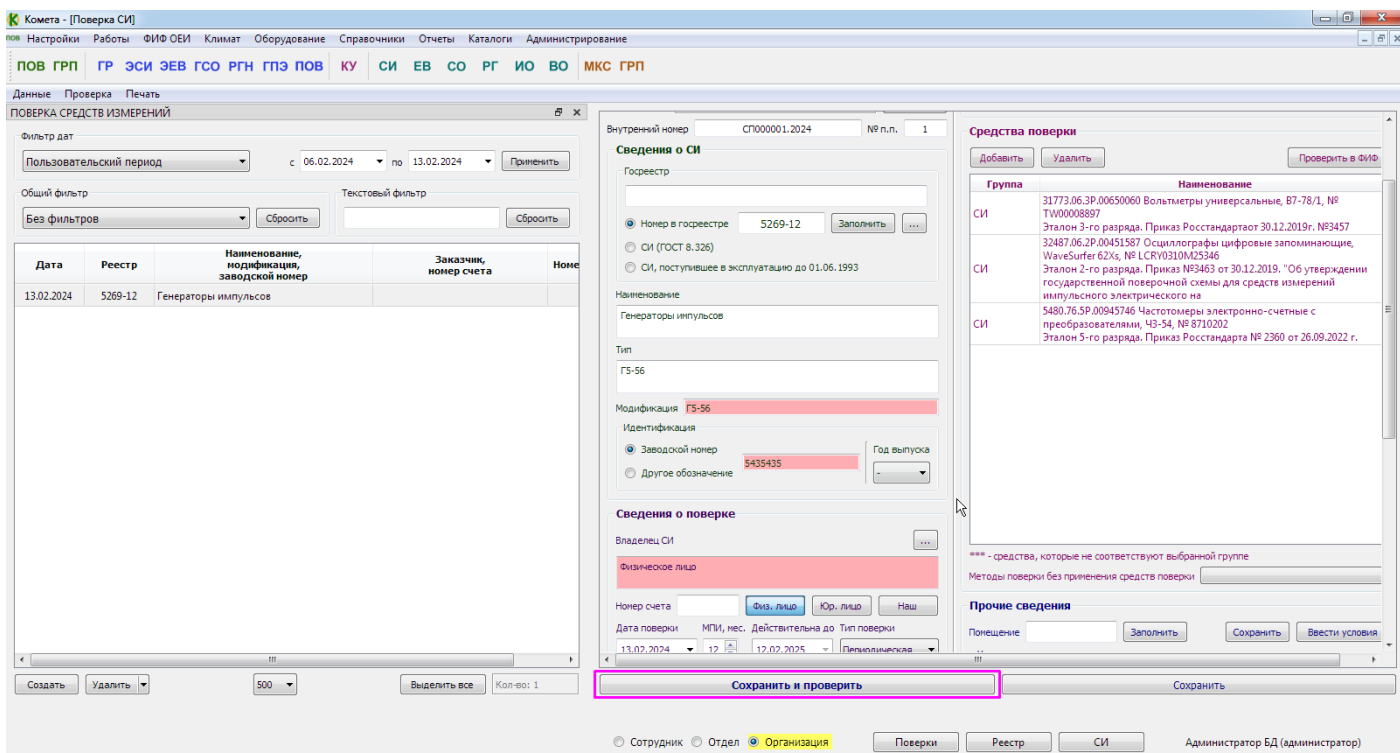 Комета - [Поверка СИ]
пов Настройки Работы ФИФ ОЕИ Климат Оборудование Справочники Отчеты Каталоги Администрирование
ПОВ ГРП ГР ЭСИ ЭЕВ ГСО РГН ГПЭ ПОВ КУ СИ ЕВ СО РГ ИО ВО МКС ГРП
Данные Проверка Печать
ПОВЕРКА СРЕДСТВ ИЗМЕРЕНИЙ
Фильтр дат
Пользовательский период с 06.02.2024 по 13.02.2024 Применить
Общий фильтр Текстовый фильтр
Без фильтров Сбросить Сбросить
Дата Реестр Наименование, модификация, заводской номер Заказчик, номер счета Номе
13.02.2024 5269-12 Генераторы импульсов
Создать Удалить 500 Выделить все Кол-во: 1
Внутренний номер СП000001.2024 № п.п. 1
Сведения о СИ
Госреестр
Номер в госреестре 5269-12 Заполнить ...
СИ (ГОСТ 8.326)
СИ, поступившее в эксплуатацию до 01.06.1993
Наименование
Генераторы импульсов
Тип
Г5-56
Модификация Г5-56
Идентификация
Заводской номер 5435435 Год выпуска
Другое обозначение -
Сведения о поверке
Владелец СИ ...
Физическое лицо
Номер счета Физ. лицо Юр. лицо Наш
Дата поверки МПИ, мес. Действительна до Тип поверки
13.02.2024 12 12.02.2025 Периодическая
Средства поверки
Добавить Удалить Проверить в ФИФ
Группа Наименование
СИ
31773.06.3Р.00650060 Вольтметры универсальные, В7-78/1, №
TW00008897
Эталон 3-го разряда. Приказ Росстандартаот 30.12.2019г. №3457
СИ
32487.06.2Р.00451587 Осциллографы цифровые запоминающие,
WaveSurfer 62Xs, № LCRY0310M25346
Эталон 2-го разряда. Приказ №3463 от 30.12.2019. "Об утверждении
государственной поверочной схемы для средств измерений
импульсного электрического на
СИ
5480.76.5Р.00945746 Частотомеры электронно-счетные с
преобразователями, Ч3-54, № 8710202
Эталон 5-го разряда. Приказ Росстандарта № 2360 от 26.09.2022 г.
*** - средства, которые не соответствуют выбранной группе
Методы поверки без применения средств поверки
Прочие сведения
Помещение Заполнить Сохранить Ввести условия
Сохранить и проверить Сохранить
Сотрудник Отдел Организация Поверки Реестр СИ Администратор БД (администратор)